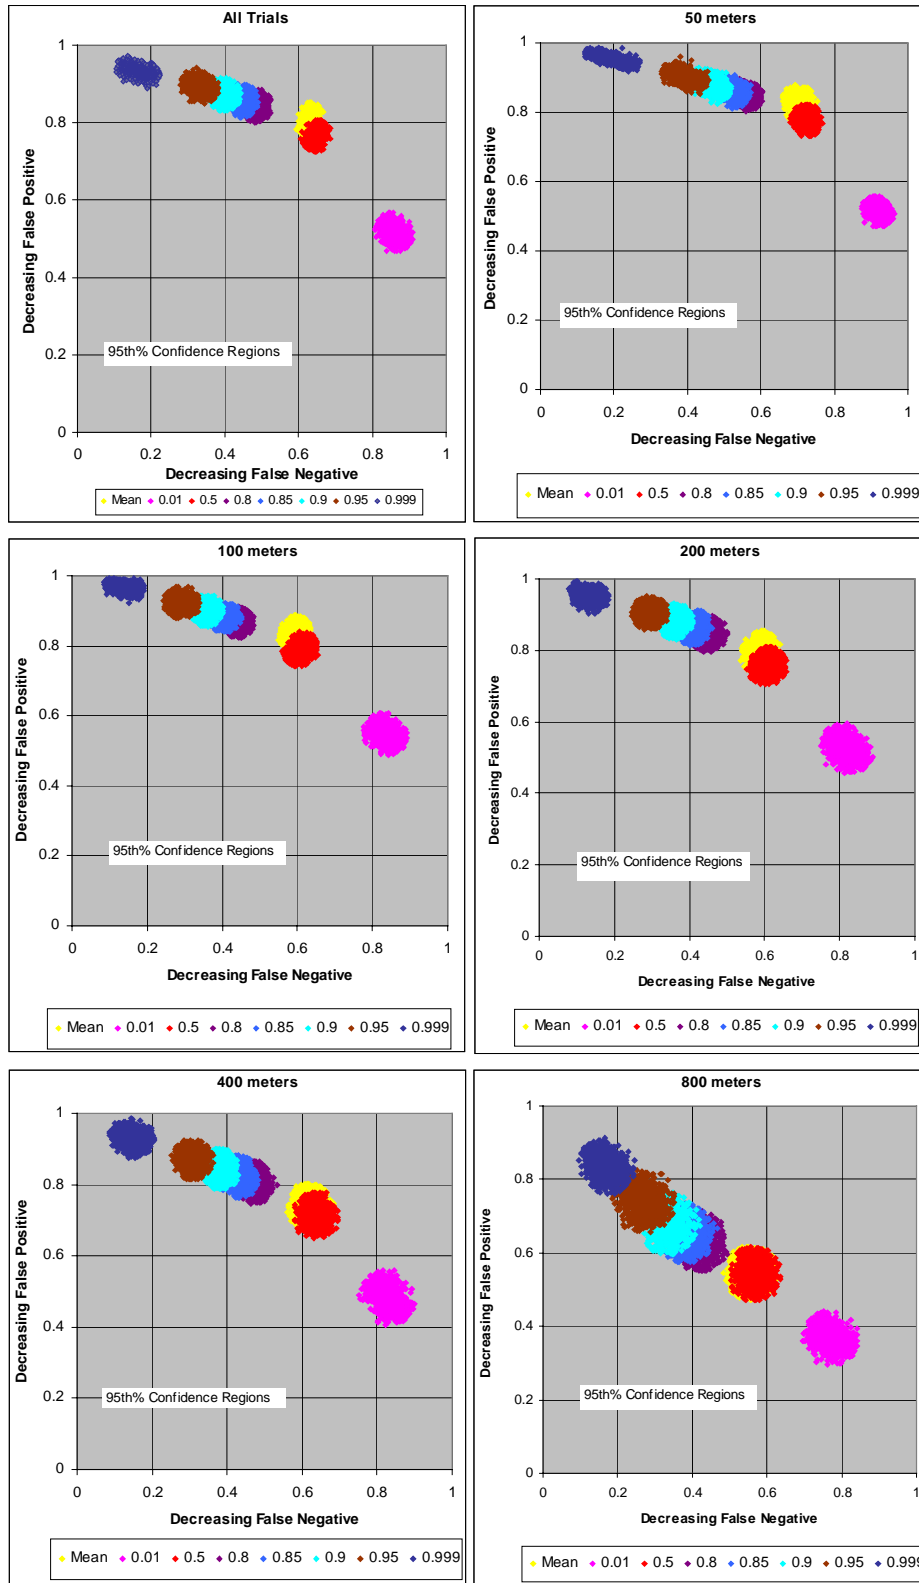 All Trials
1
0.8
0.6
0.4
0.2
0
Decreasing False Positive
95th% Confidence Regions
0 0.2 0.4 0.6 0.8 1
Decreasing False Negative
Mean 0.01 0.5 0.8 0.85 0.9 0.95 0.999
50 meters
1
0.8
0.6
0.4
0.2
0
Decreasing False Positive
95th% Confidence Regions
0 0.2 0.4 0.6 0.8 1
Decreasing False Negative
Mean 0.01 0.5 0.8 0.85 0.9 0.95 0.999
100 meters
1
0.8
0.6
0.4
0.2
0
Decreasing False Positive
95th% Confidence Regions
0 0.2 0.4 0.6 0.8 1
Decreasing False Negative
Mean 0.01 0.5 0.8 0.85 0.9 0.95 0.999
200 meters
1
0.8
0.6
0.4
0.2
0
Decreasing False Positive
95th% Confidence Regions
0 0.2 0.4 0.6 0.8 1
Decreasing False Negative
Mean 0.01 0.5 0.8 0.85 0.9 0.95 0.999
400 meters
1
0.8
0.6
0.4
0.2
0
Decreasing False Positive
95th% Confidence Regions
0 0.2 0.4 0.6 0.8 1
Decreasing False Negative
Mean 0.01 0.5 0.8 0.85 0.9 0.95 0.999
800 meters
1
0.8
0.6
0.4
0.2
0
Decreasing False Positive
95th% Confidence Regions
0 0.2 0.4 0.6 0.8 1
Decreasing False Negative
Mean 0.01 0.5 0.8 0.85 0.9 0.95 0.999